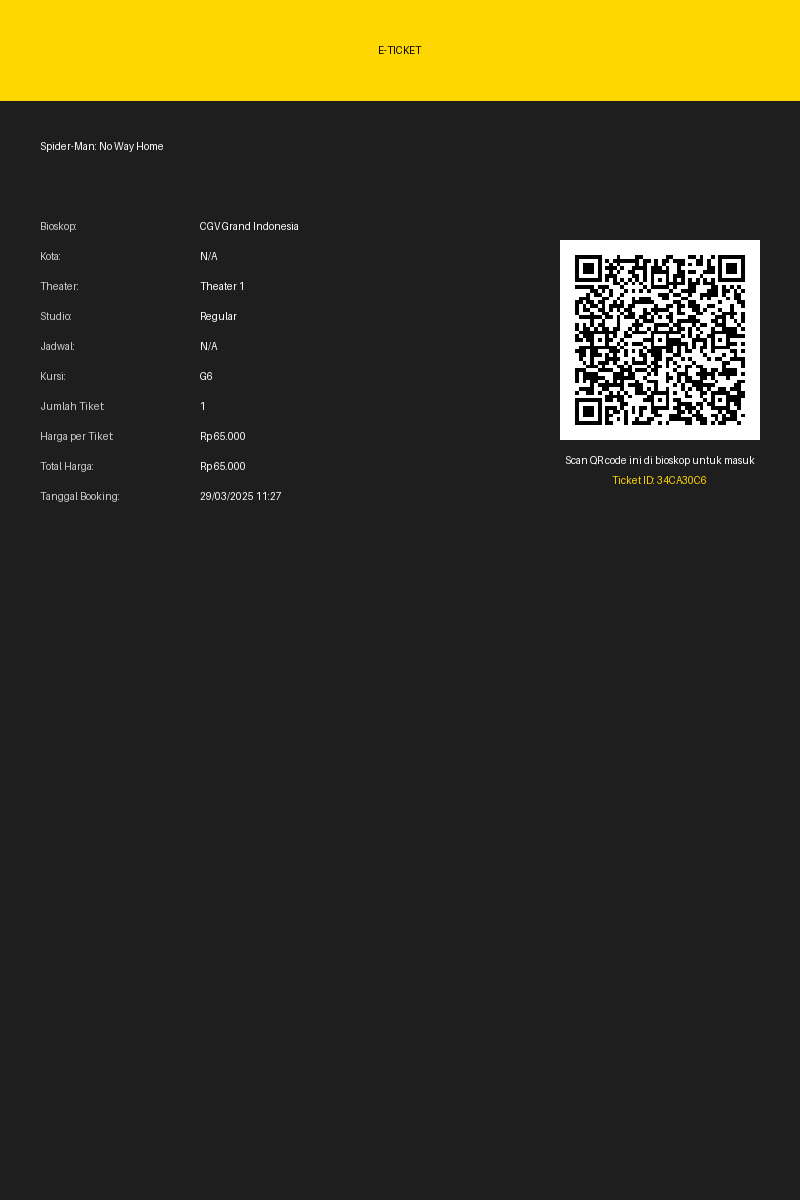 E-TICKET
Spider-Man: No Way Home
Bioskop: CGV Grand Indonesia
Kota: N/A
Theater: Theater 1
Studio: Regular
Jadwal: N/A
Kursi: G6
Jumlah Tiket: 1
Harga per Tiket: Rp 65.000
Total Harga: Rp 65.000
Tanggal Booking: 29/03/2025 11:27
Scan QR code ini di bioskop untuk masuk
Ticket ID: 34CA30C6